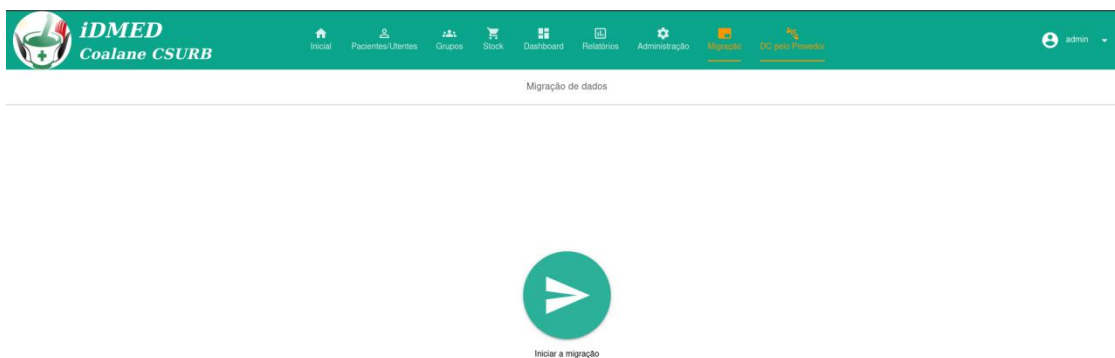 iDMED
Coalane CSURB
Inicial Pacientes/Utentes Grupos Stock Dashboard Relatórios Administração Migração DC pelo Provedor admin
Migração de dados
Iniciar a migração